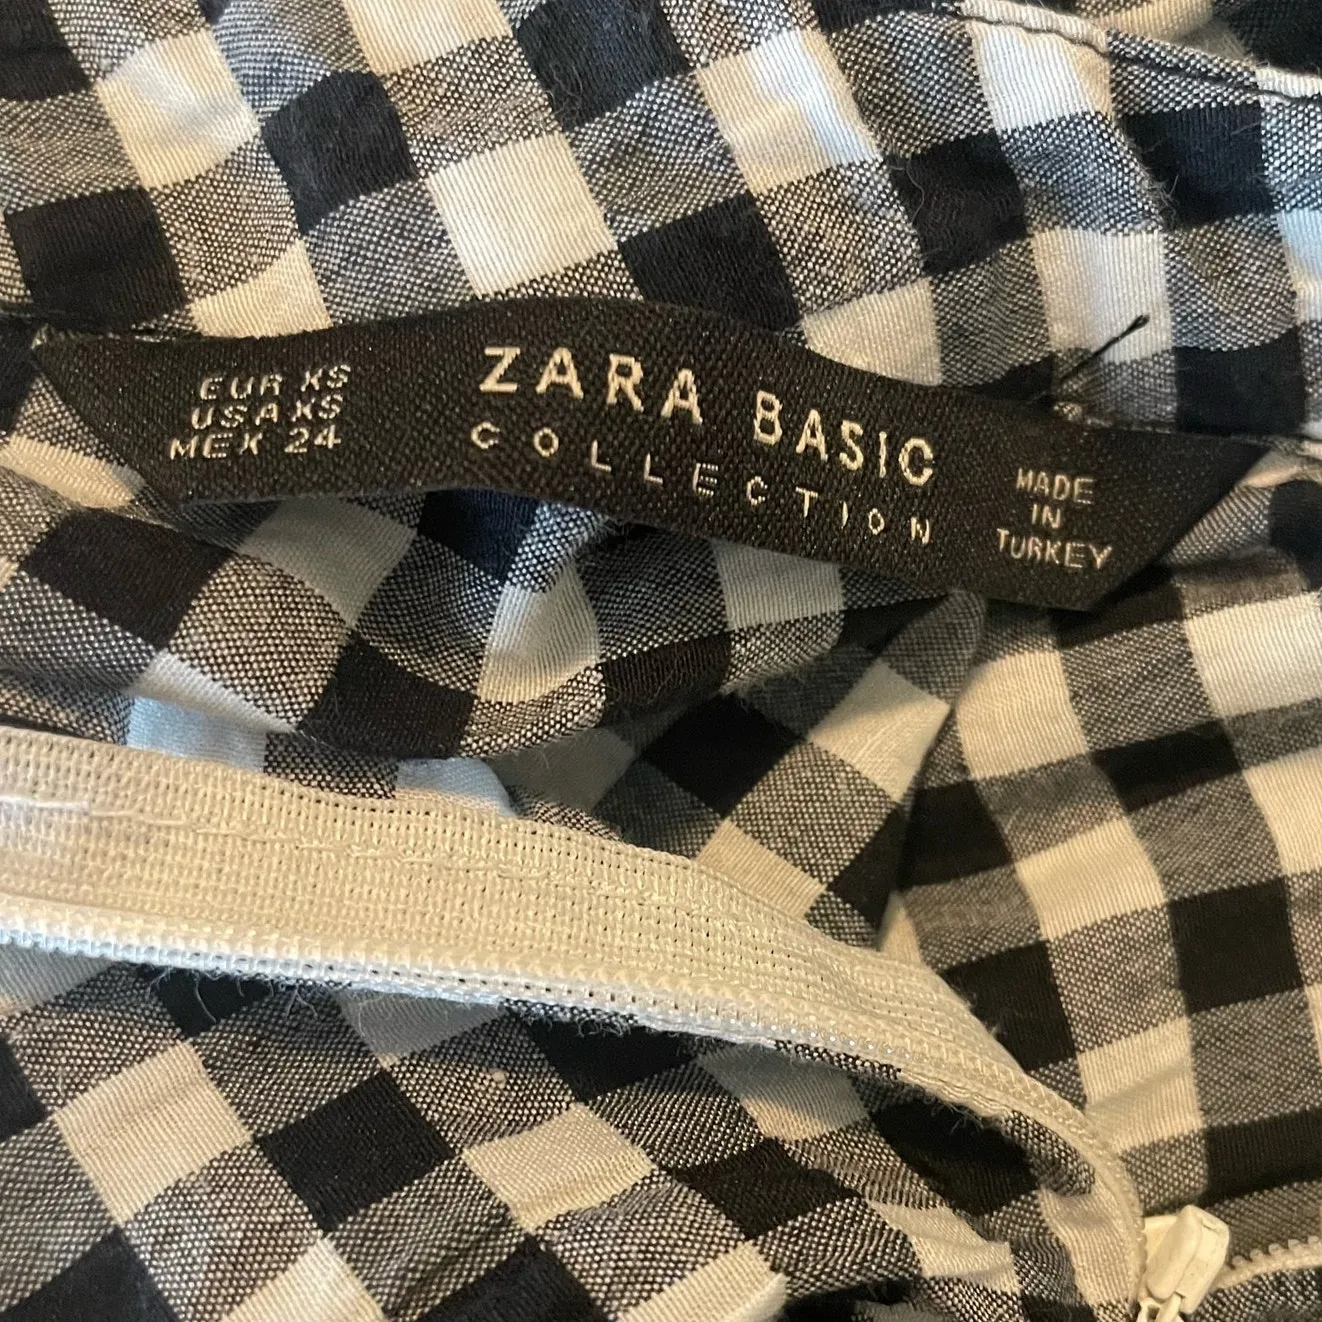 EUR XS
USA XS
MEX 24
ZARA BASIC
COLLECTION
MADE
IN
TURKEY